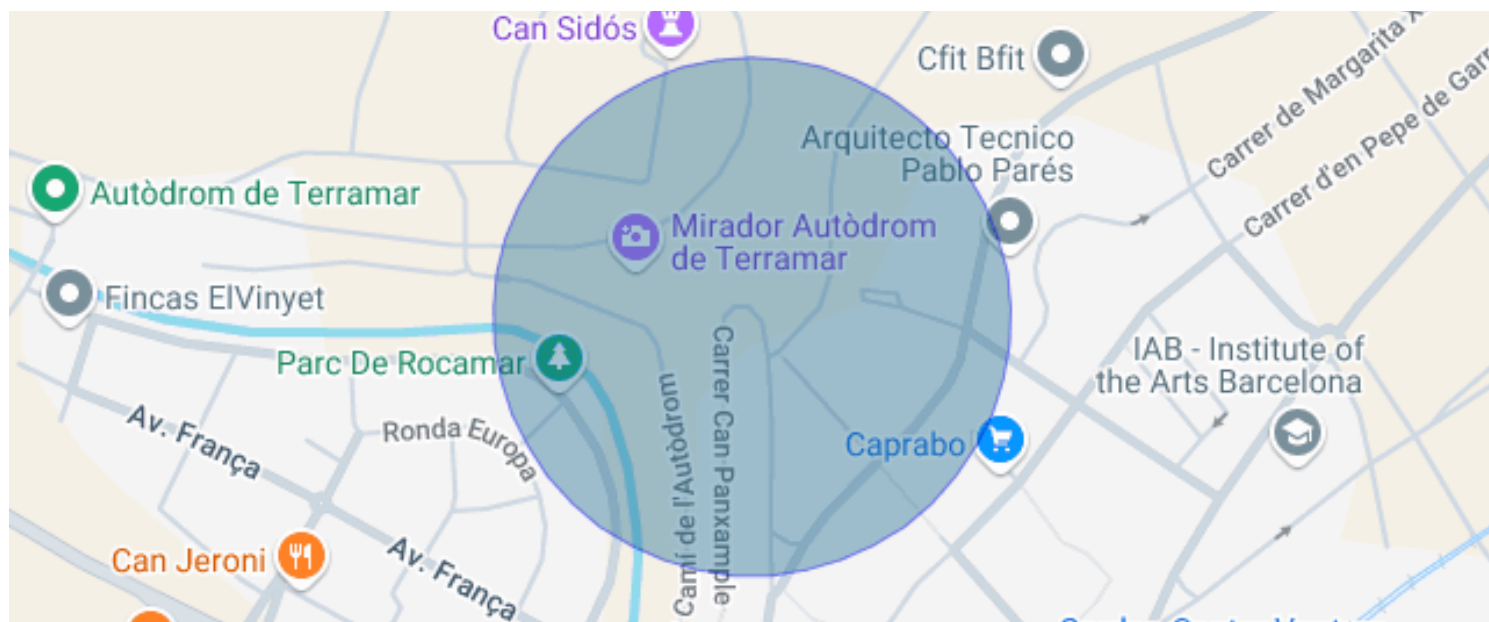 Can Sidós
Cfit Bfit
Carrer de Margarita X
Carrer d'en Pepe de Garr
Arquitecto Tecnico
Pablo Parés
Autòdrom de Terramar
Mirador Autòdrom
de Terramar
Fincas ElVinyet
Parc De Rocamar
IAB - Institute of
the Arts Barcelona
Carrer Can Panxample
Camí de l'Autòdrom
Av. França
Ronda Europa
Caprabo
Can Jeroni
Av. França